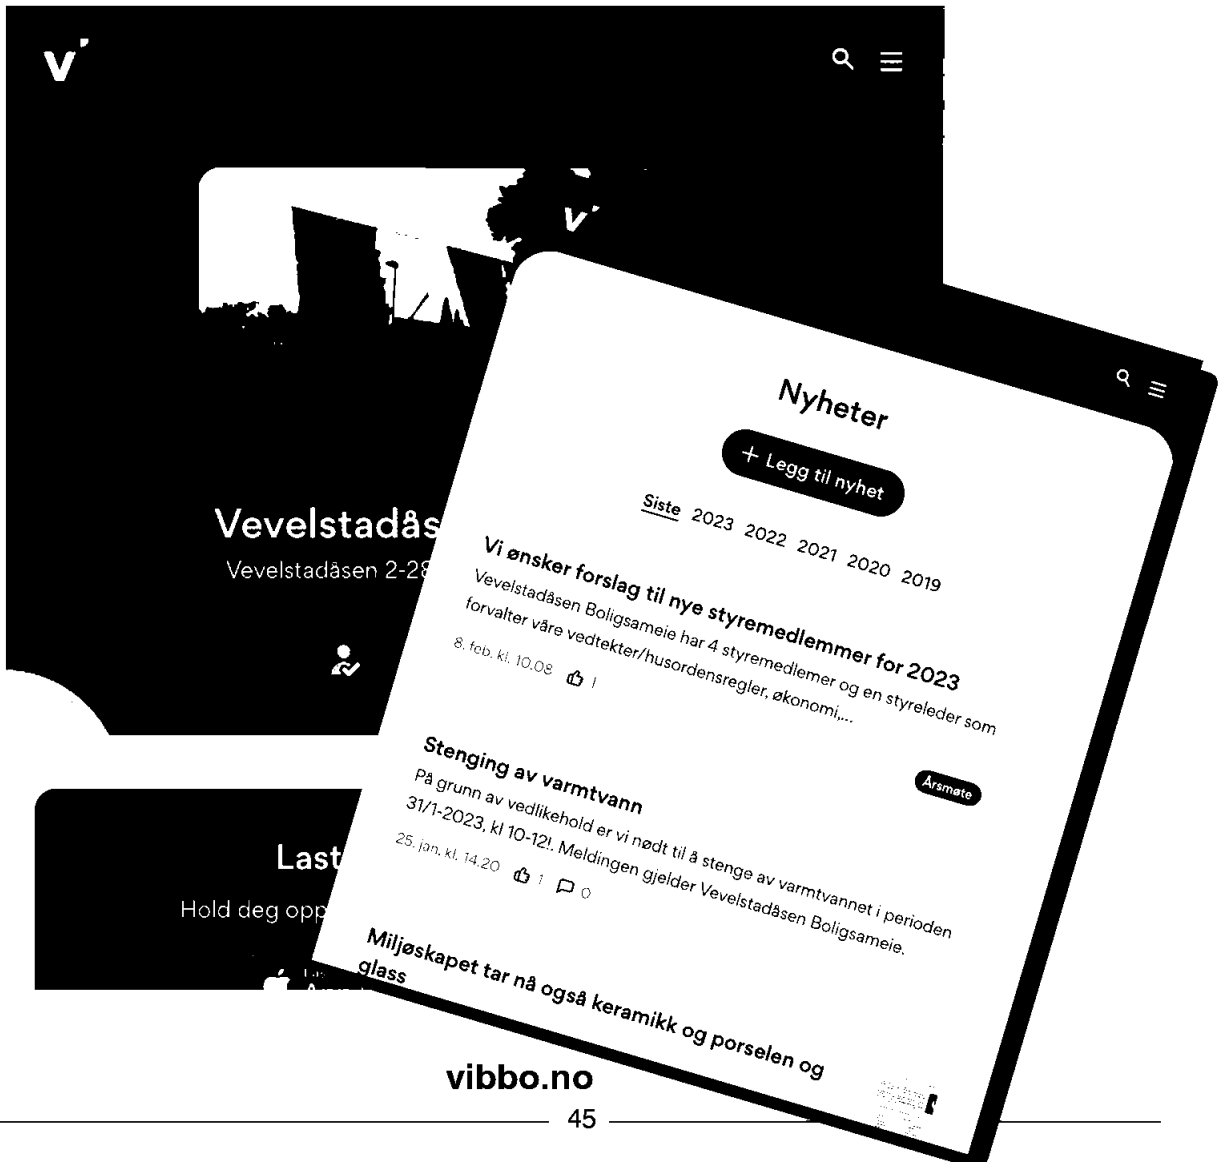 v'
v'
Vevelstadås
Vevelstadåsen 2-28
Last
Hold deg opp
Nyheter
+ Legg til nyhet
Siste 2023 2022 2021 2020 2019
Vi ønsker forslag til nye styremedlemmer for 2023
Vevelstadåsen Boligsameie har 4 styremedlemer og en styreleder som
forvalter våre vedtekter/husordensregler, økonomi,...
8. feb. kl. 10.08 1
Årsmøte
Stenging av varmtvann
På grunn av vedlikehold er vi nødt til å stenge av varmtvannet i perioden
31/1-2023, kl 10-12!. Meldingen gjelder Vevelstadåsen Boligsameie.
25. jan. kl. 14.20 1 0
Miljøskapet tar nå også keramikk og porselen og
glass
vibbo.no
45